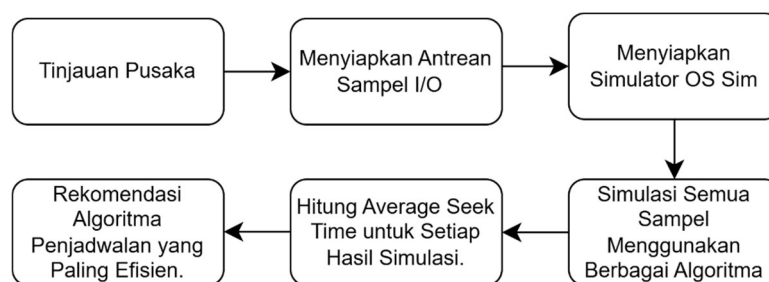 Tinjauan Pusaka
Menyiapkan Antrean
Sampel I/O
Menyiapkan
Simulator OS Sim
Simulasi Semua
Sampel
Menggunakan
Berbagai Algoritma
Hitung Average Seek
Time untuk Setiap
Hasil Simulasi.
Rekomendasi
Algoritma
Penjadwalan yang
Paling Efisien.